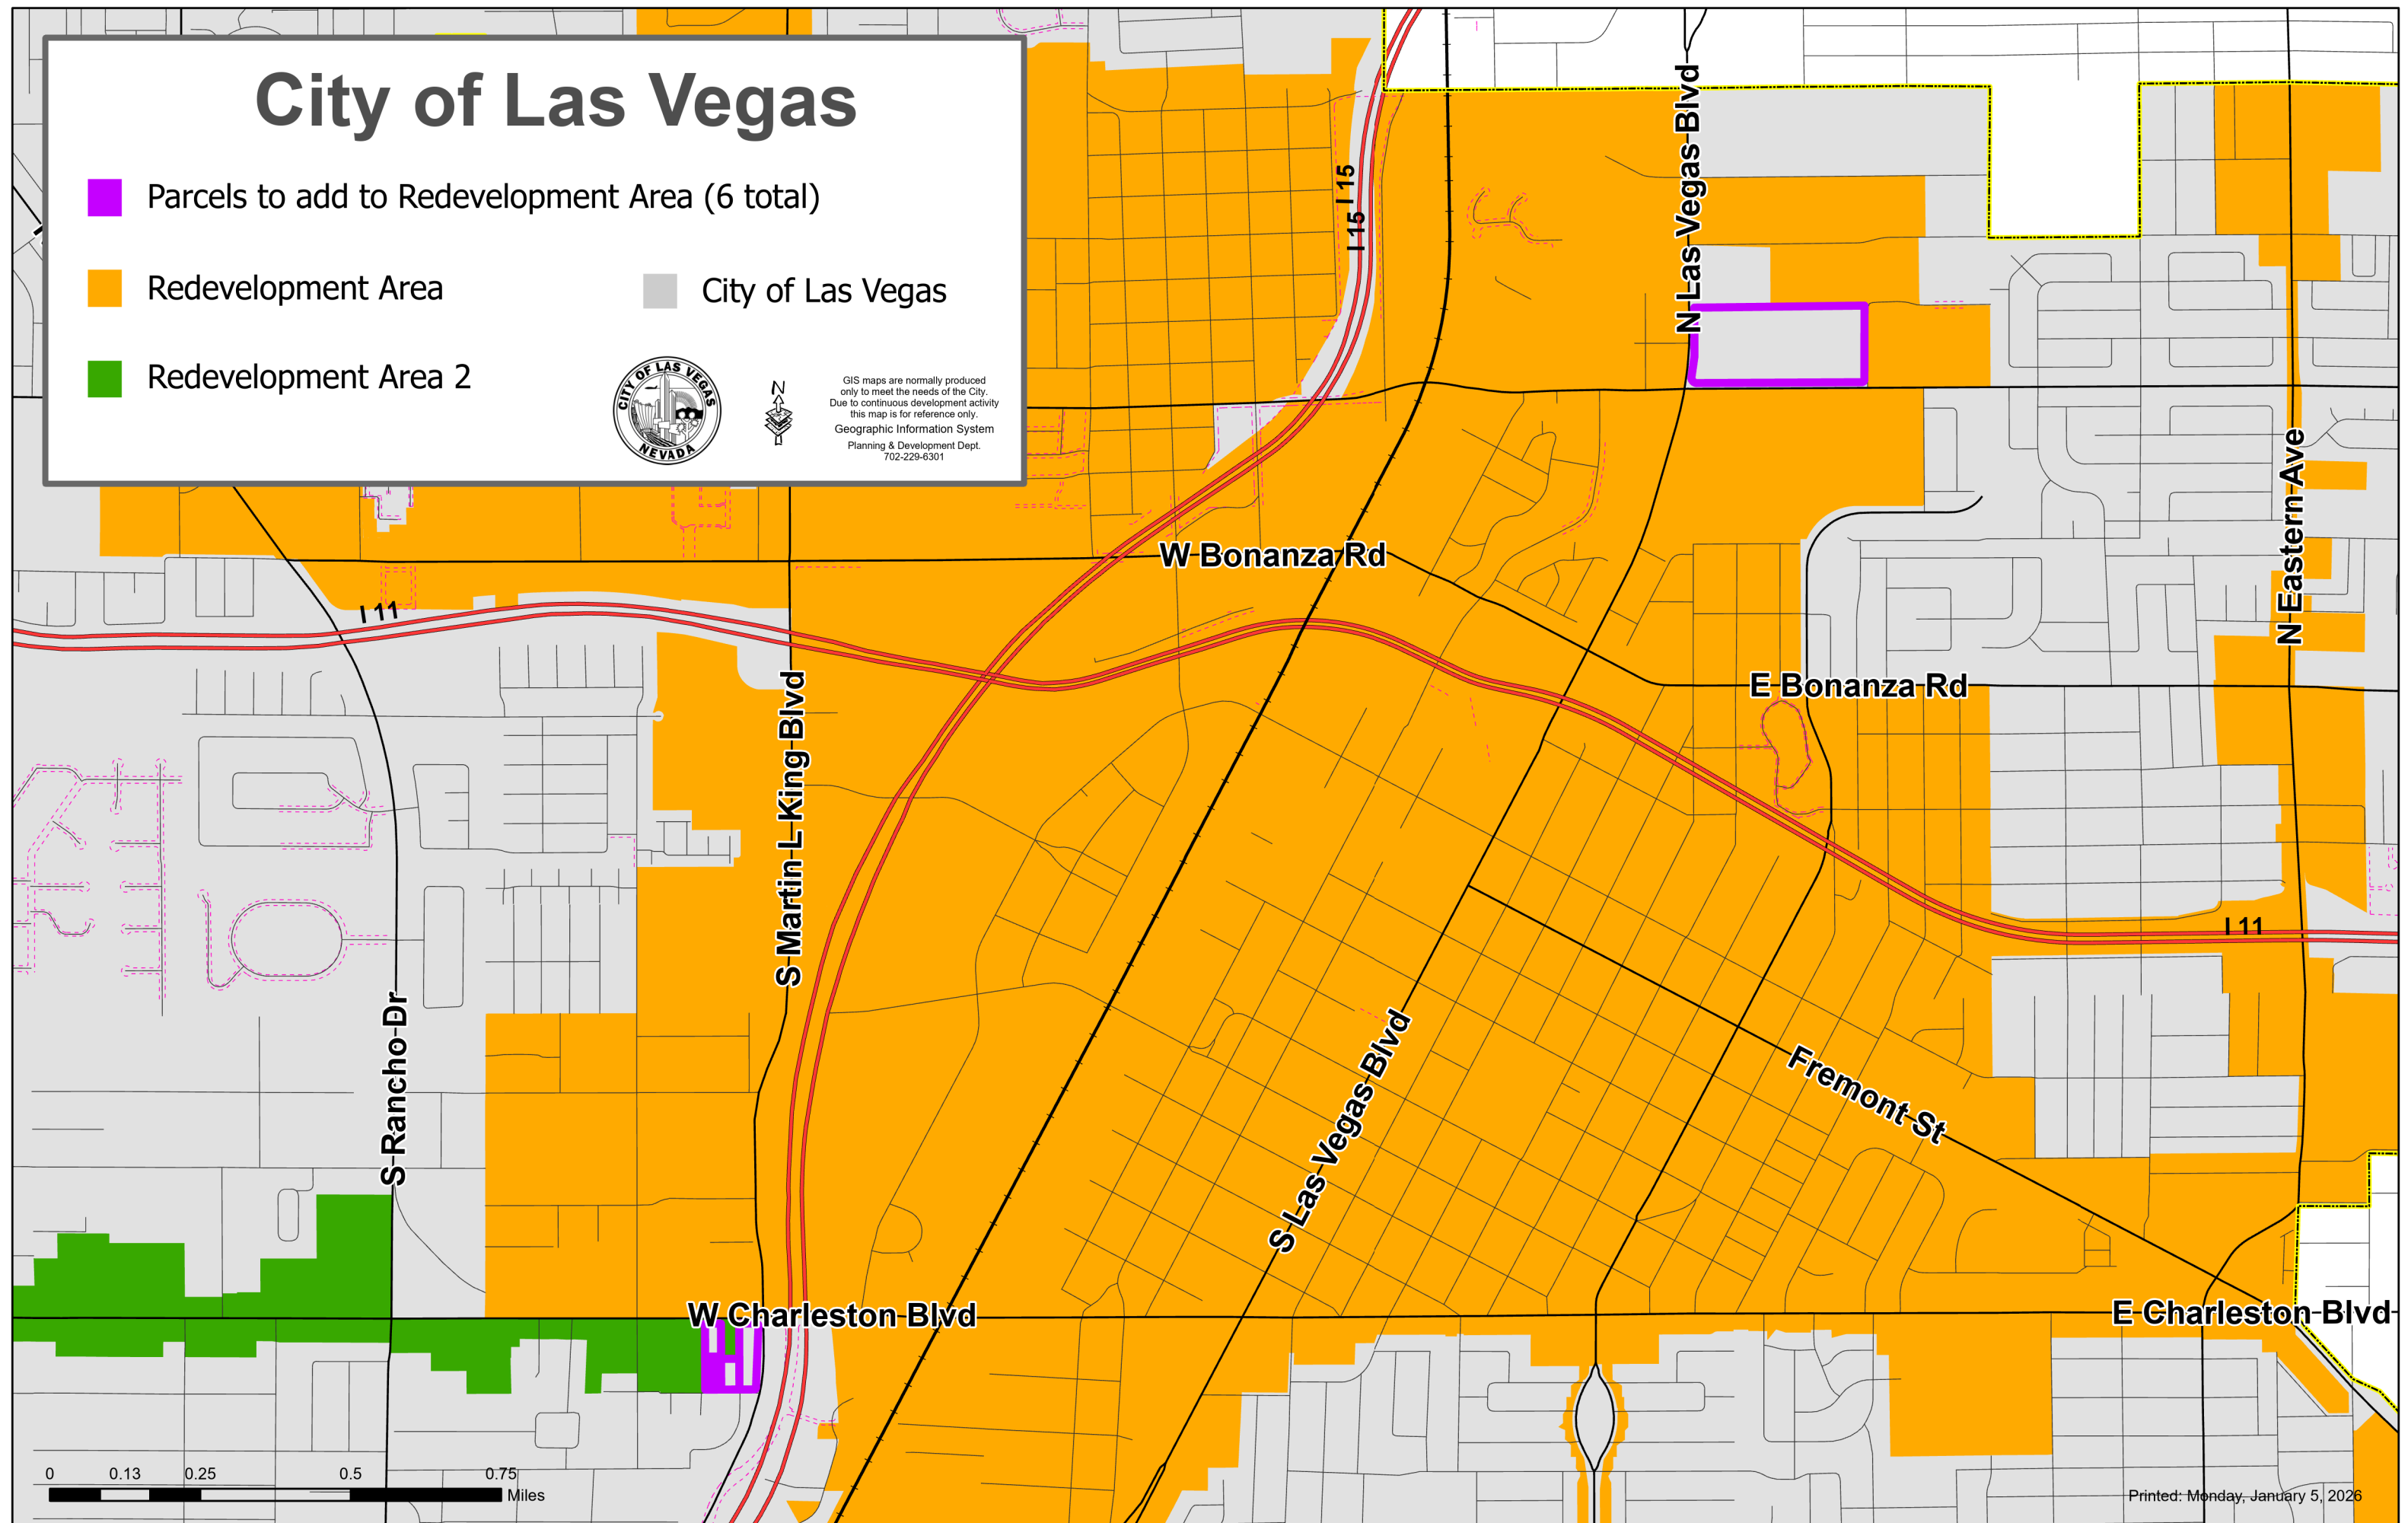 City of Las Vegas
Parcels to add to Redevelopment Area (6 total)
Redevelopment Area
City of Las Vegas
Redevelopment Area 2
CITY OF LAS VEGAS
NEVADA
N
GIS maps are normally produced
only to meet the needs of the City.
Due to continuous development activity
this map is for reference only.
Geographic Information System
Planning & Development Dept.
702-229-6301
I 15
I 15
N Las Vegas Blvd
N Eastern Ave
W Bonanza Rd
I 11
E Bonanza Rd
S Martin L King Blvd
I 11
S Rancho Dr
S Las Vegas Blvd
Fremont St
W Charleston Blvd
E Charleston Blvd
0 0.13 0.25 0.5 0.75
Miles
Printed: Monday, January 5, 2026